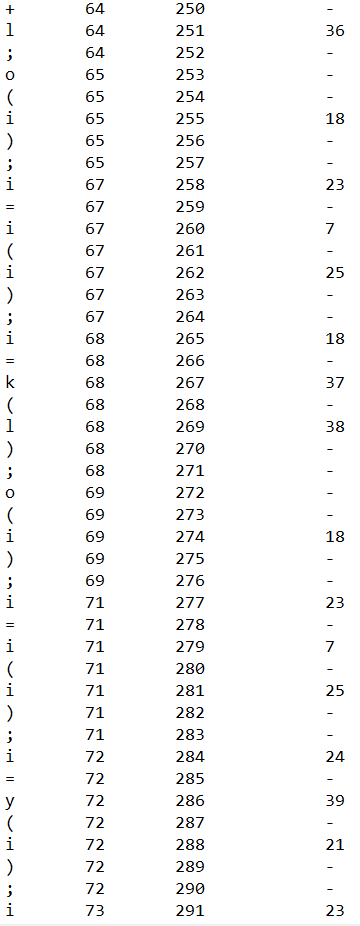 + 64 250 -
l 64 251 36
; 64 252 -
o 65 253 -
( 65 254 -
i 65 255 18
) 65 256 -
; 65 257 -
i 67 258 23
= 67 259 -
i 67 260 7
( 67 261 -
i 67 262 25
) 67 263 -
; 67 264 -
i 68 265 18
= 68 266 -
k 68 267 37
( 68 268 -
l 68 269 38
) 68 270 -
; 68 271 -
o 69 272 -
( 69 273 -
i 69 274 18
) 69 275 -
; 69 276 -
i 71 277 23
= 71 278 -
i 71 279 7
( 71 280 -
i 71 281 25
) 71 282 -
; 71 283 -
i 72 284 24
= 72 285 -
y 72 286 39
( 72 287 -
i 72 288 21
) 72 289 -
; 72 290 -
i 73 291 23